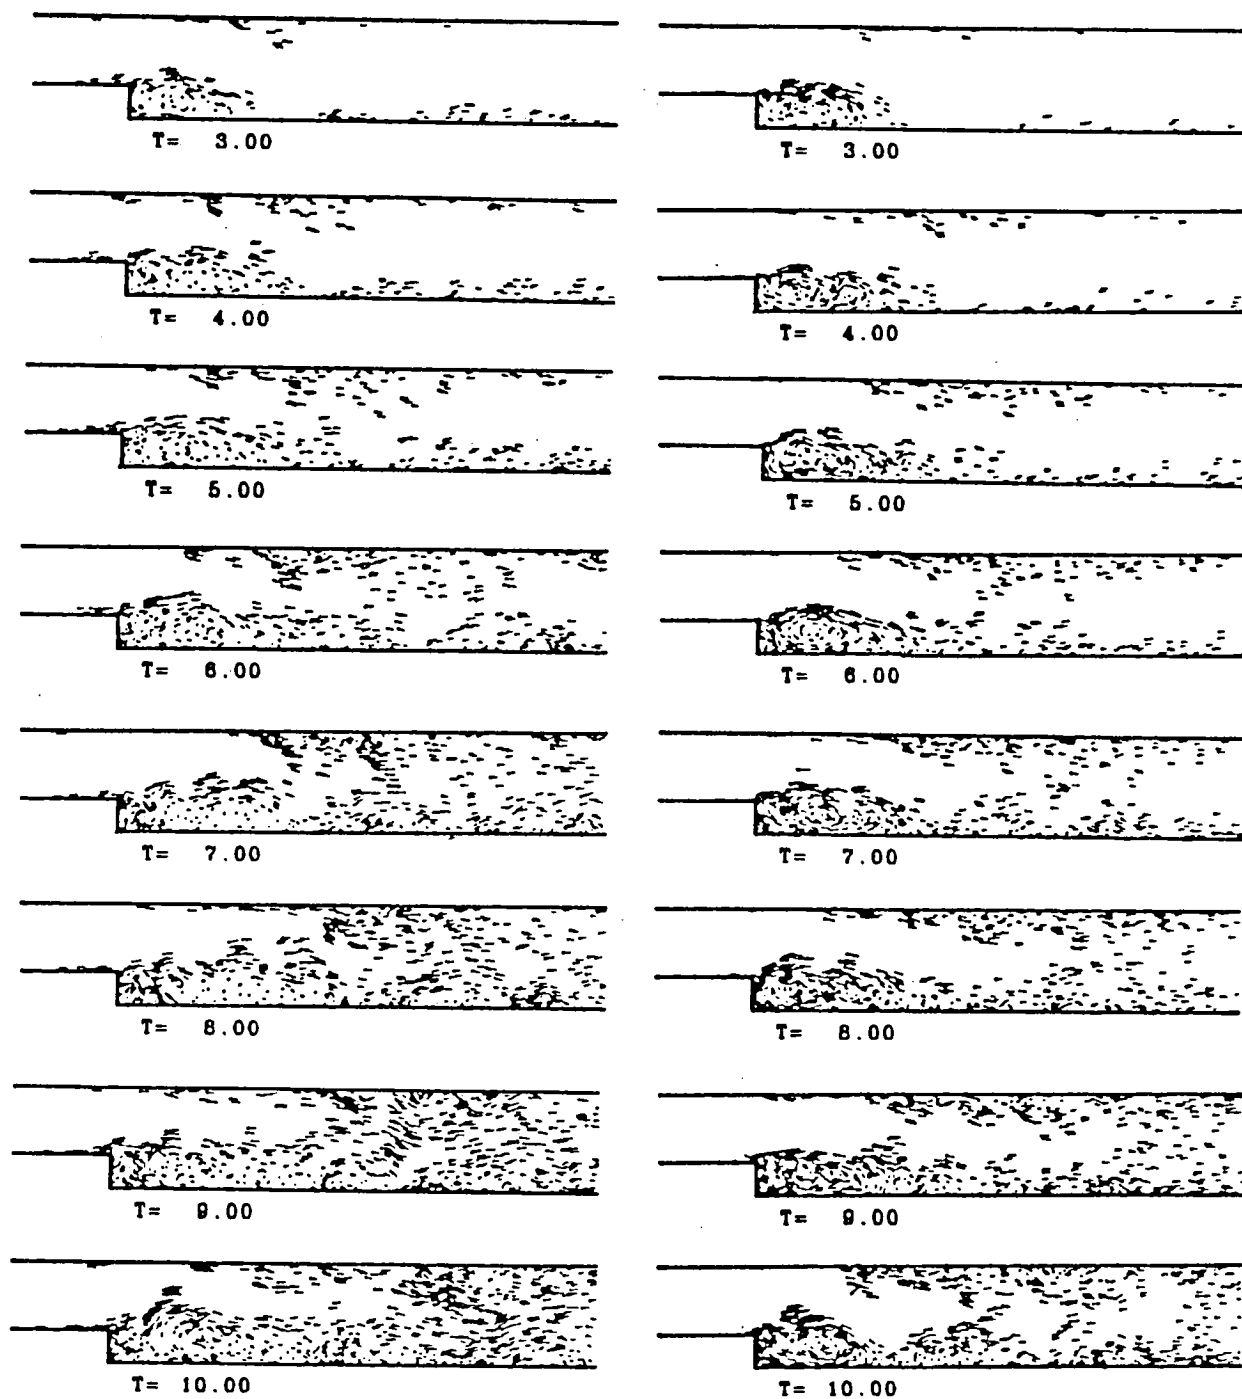 T= 3.00
T= 3.00
T= 4.00
T= 4.00
T= 5.00
T= 5.00
T= 6.00
T= 6.00
T= 7.00
T= 7.00
T= 8.00
T= 8.00
T= 9.00
T= 9.00
T= 10.00
T= 10.00